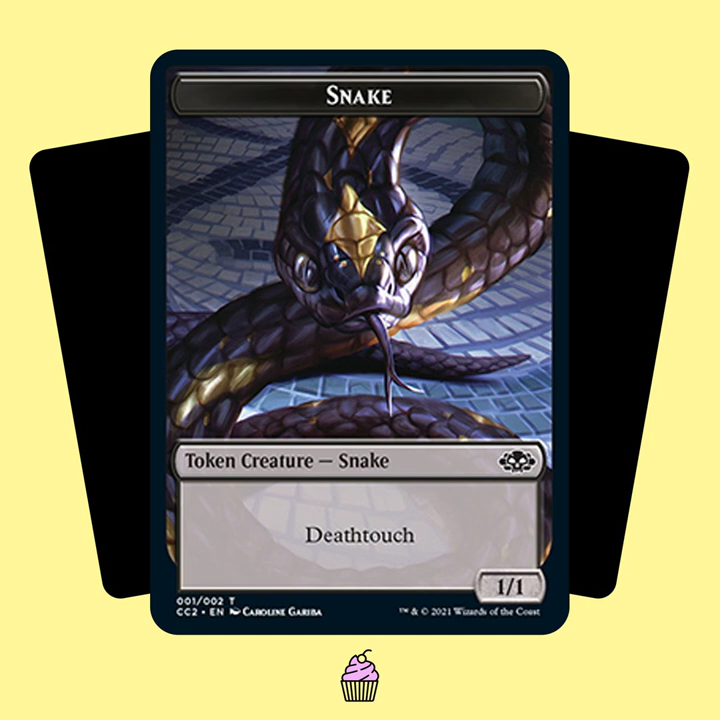 SNAKE
Token Creature — Snake
Deathtouch
1/1
001/002 T
CC2 • EN CAROLINE GARIBA
™ & © 2021 Wizards of the Coast